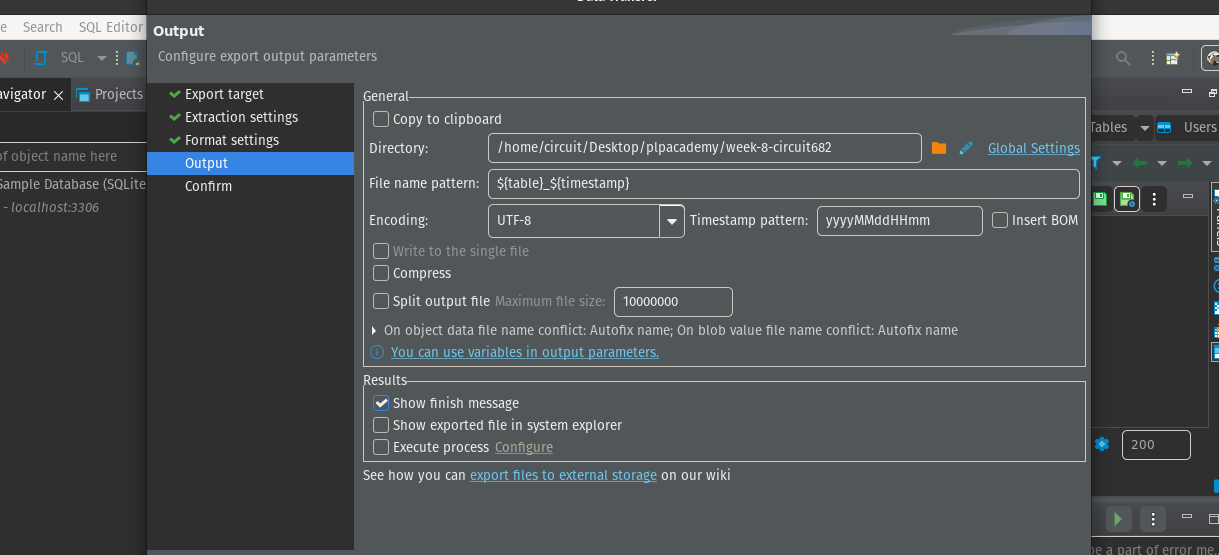 Search SQL Editor
Output
Configure export output parameters
SQL
avigator
Projects
of object name here
Sample Database (SQLite
- localhost:3306
Export target
Extraction settings
Format settings
Output
Confirm
General
Copy to clipboard
Directory: /home/circuit/Desktop/plpacademy/week-8-circuit682 Global Settings
File name pattern: ${table}_${timestamp}
Encoding: UTF-8 Timestamp pattern: yyyyMMddHHmm Insert BOM
Write to the single file
Compress
Split output file Maximum file size: 10000000
On object data file name conflict: Autofix name; On blob value file name conflict: Autofix name
You can use variables in output parameters.
Results
Show finish message
Show exported file in system explorer
Execute process Configure
See how you can export files to external storage on our wiki
Tables
Users
200
be a part of error me